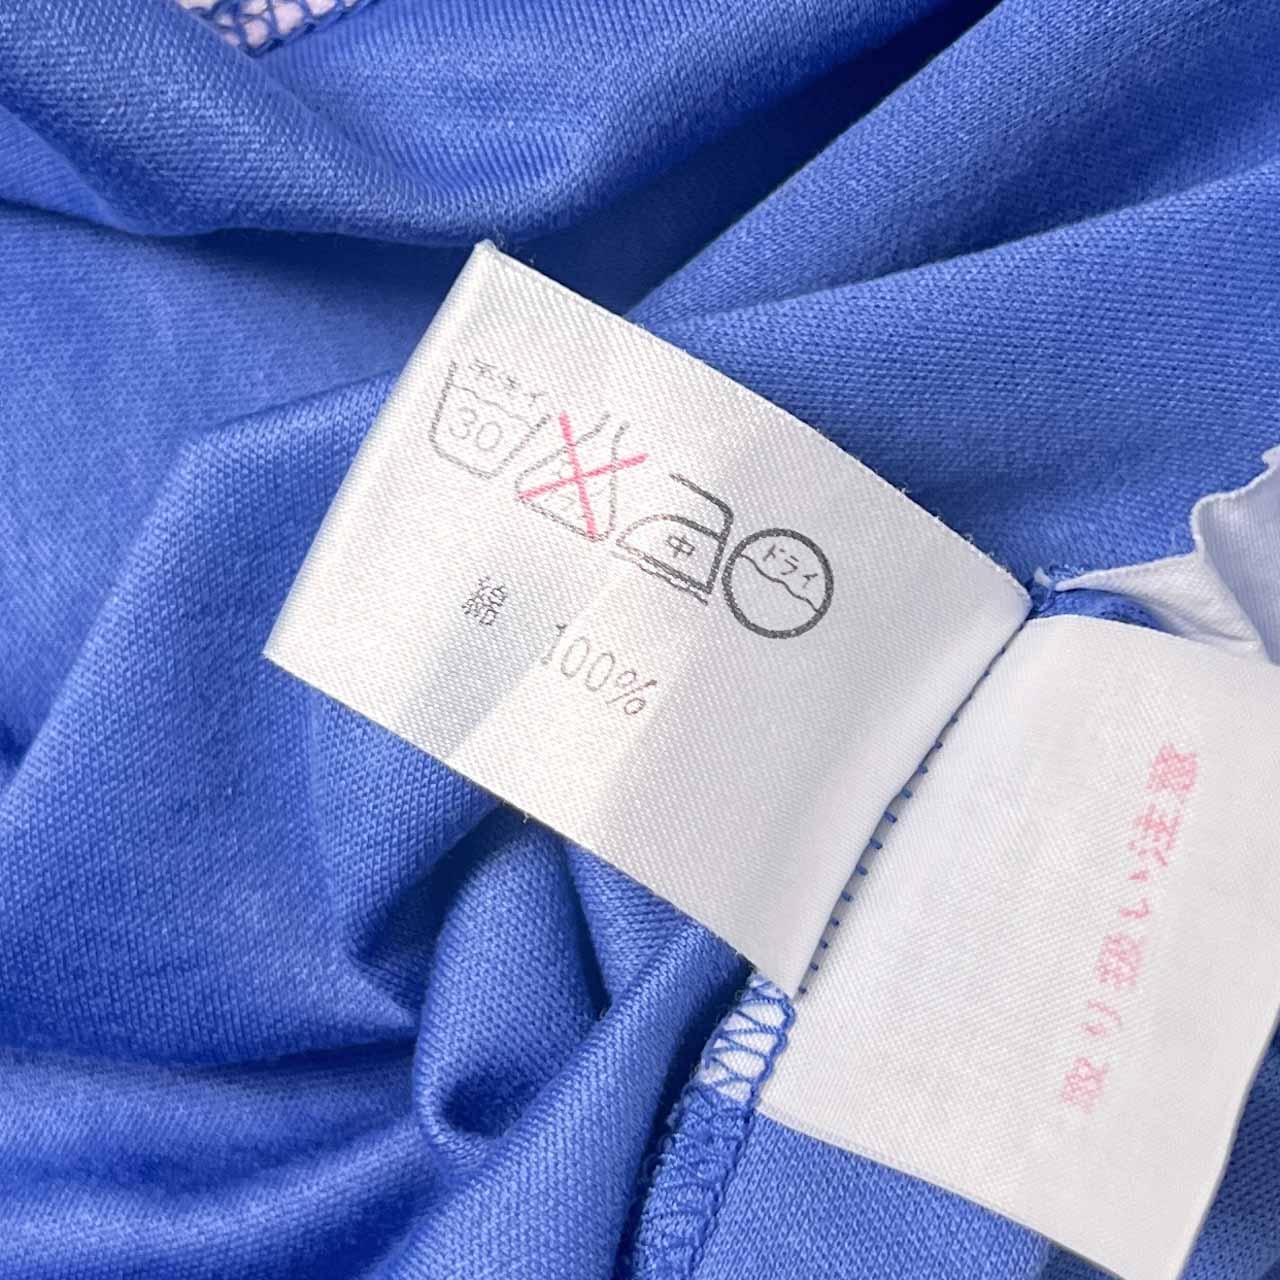 手洗イ
30
中
ドライ
綿 100%
取り扱い注意